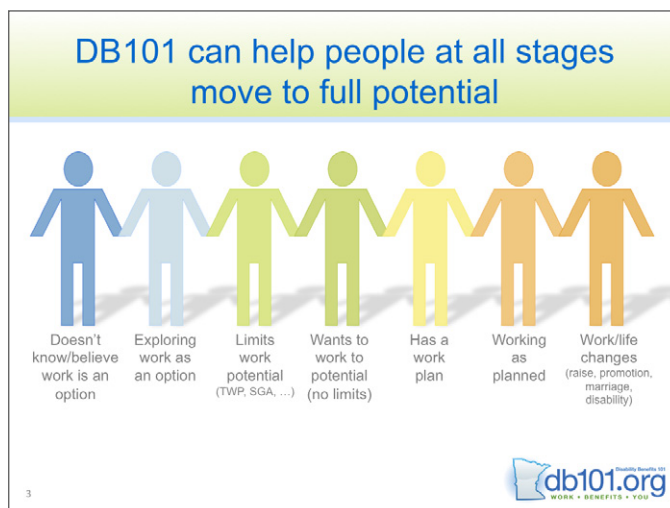 DB101 can help people at all stages
move to full potential
Doesn't
know/believe
work is an
option
Exploring
work as
an option
Limits
work
potential
(TWP, SGA, ...)
Wants to
work to
potential
(no limits)
Has a
work
plan
Working
as
planned
Work/life
changes
(raise, promotion,
marriage,
disability)
3
Disability Benefits 101
db101.org
WORK • BENEFITS • YOU